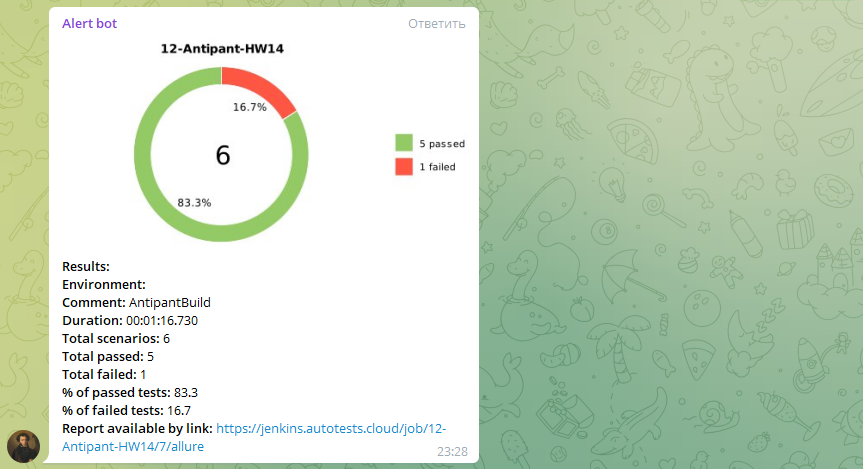 Alert bot Ответить
12-Antipant-HW14
16.7%
6
5 passed
1 failed
83.3%
Results:
Environment:
Comment: AntipantBuild
Duration: 00:01:16.730
Total scenarios: 6
Total passed: 5
Total failed: 1
% of passed tests: 83.3
% of failed tests: 16.7
Report available by link: https://jenkins.autotests.cloud/job/12-
Antipant-HW14/7/allure
23:28